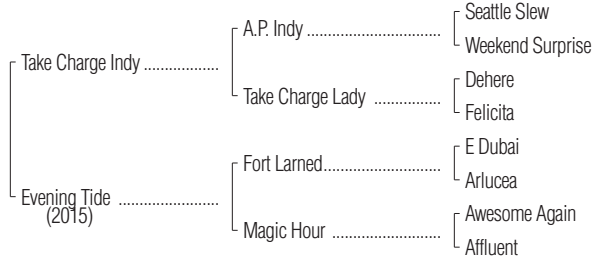 Seattle Slew
A.P. Indy
Weekend Surprise
Take Charge Indy
Dehere
Take Charge Lady
Felicita
E Dubai
Fort Larned
Arlucea
Evening Tide
(2015)
Awesome Again
Magic Hour
Affluent